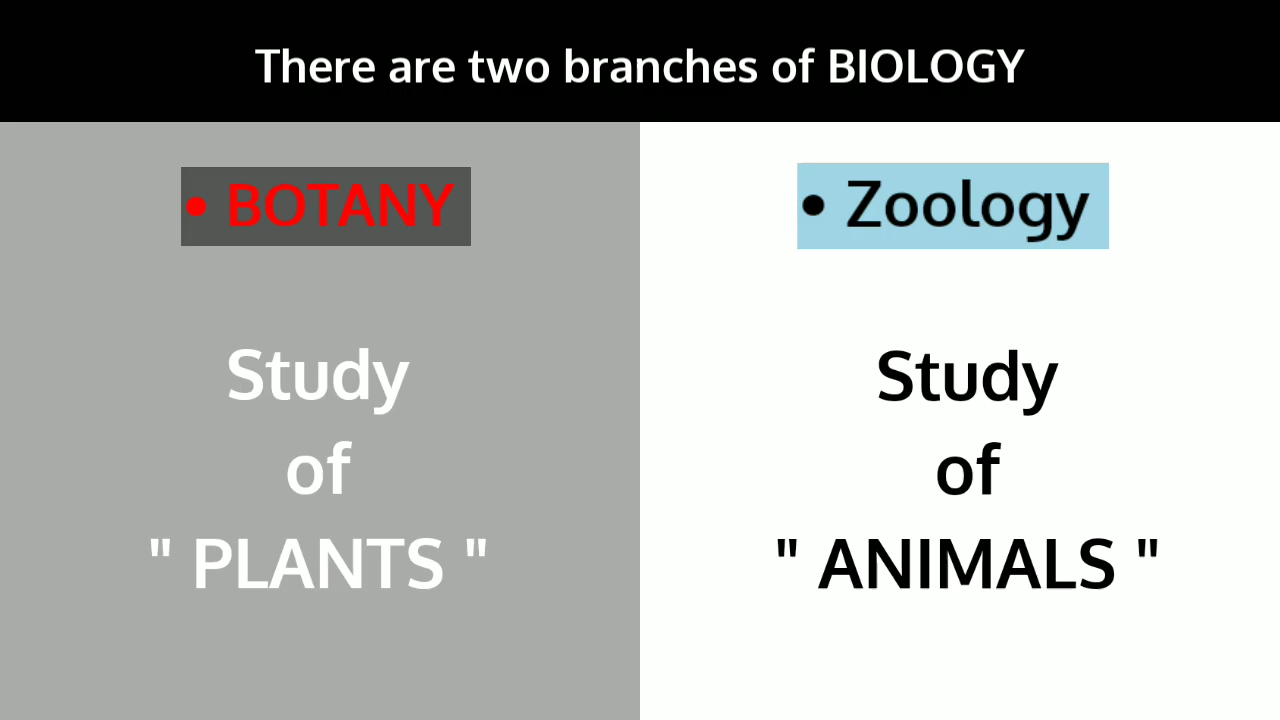 There are two branches of BIOLOGY
• BOTANY
Study
of
" PLANTS "
• Zoology
Study
of
" ANIMALS "